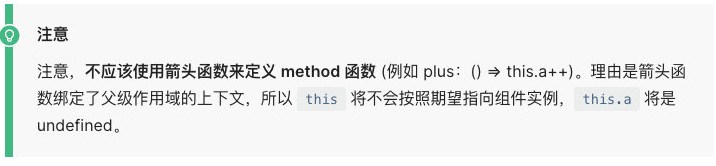 注意
注意，不应该使用箭头函数来定义 method 函数 (例如 plus：() => this.a++)。理由是箭头函
数绑定了父级作用域的上下文，所以 this 将不会按照期望指向组件实例，this.a 将是
undefined。